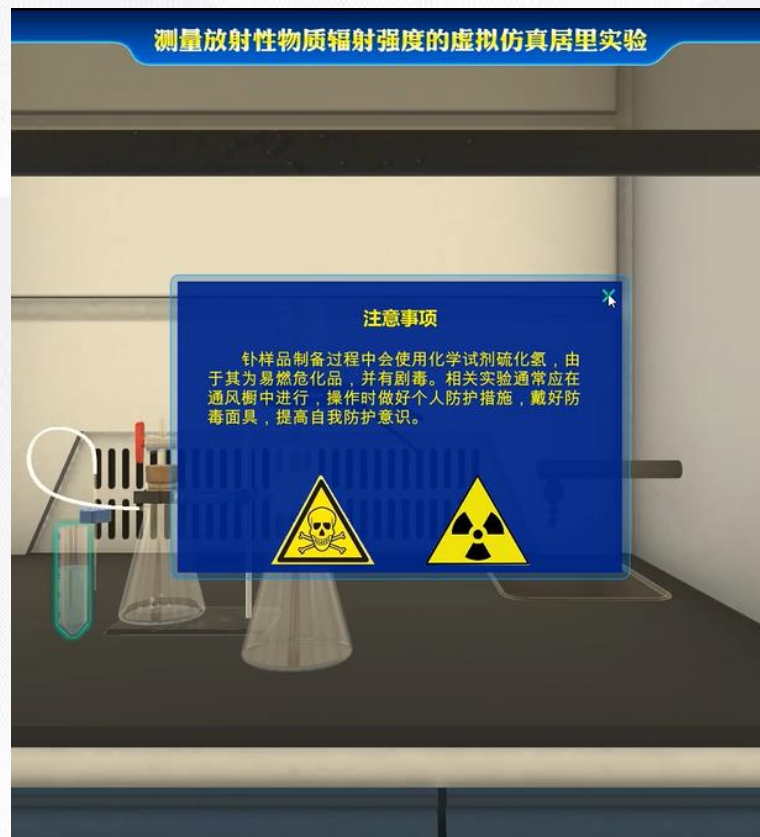 测量放射性物质辐射强度的虚拟仿真居里实验
注意事项
钋样品制备过程中会使用化学试剂硫化氢，由
于其为易燃危化品，并有剧毒。相关实验通常应在
通风橱中进行，操作时做好个人防护措施，戴好防
毒面具，提高自我防护意识。